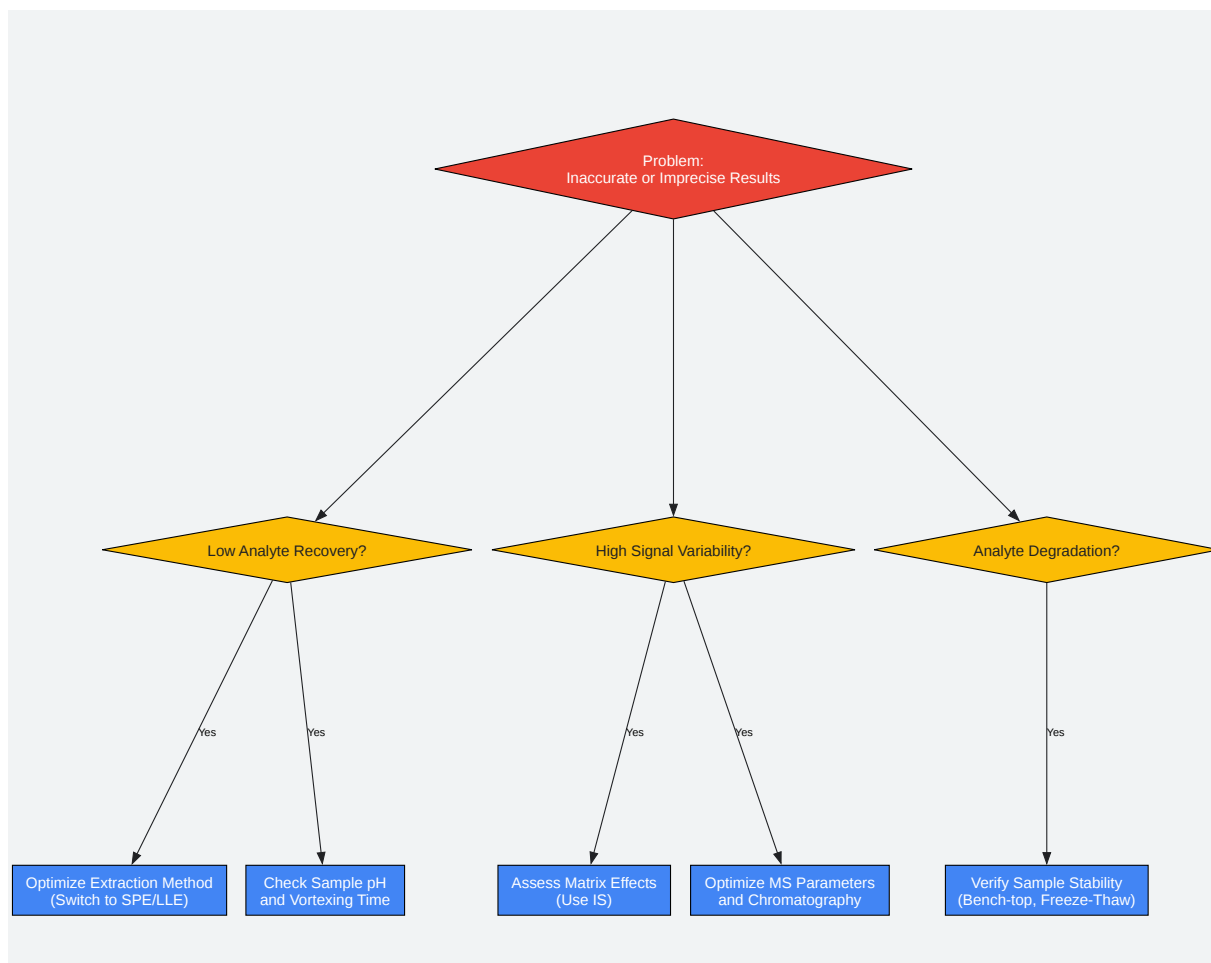 Problem:
Inaccurate or Imprecise Results
Low Analyte Recovery?
High Signal Variability?
Analyte Degradation?
Yes
Yes
Yes
Yes
Yes
Optimize Extraction Method
(Switch to SPE/LLE)
Check Sample pH
and Vortexing Time
Assess Matrix Effects
(Use IS)
Optimize MS Parameters
and Chromatography
Verify Sample Stability
(Bench-top, Freeze-Thaw)